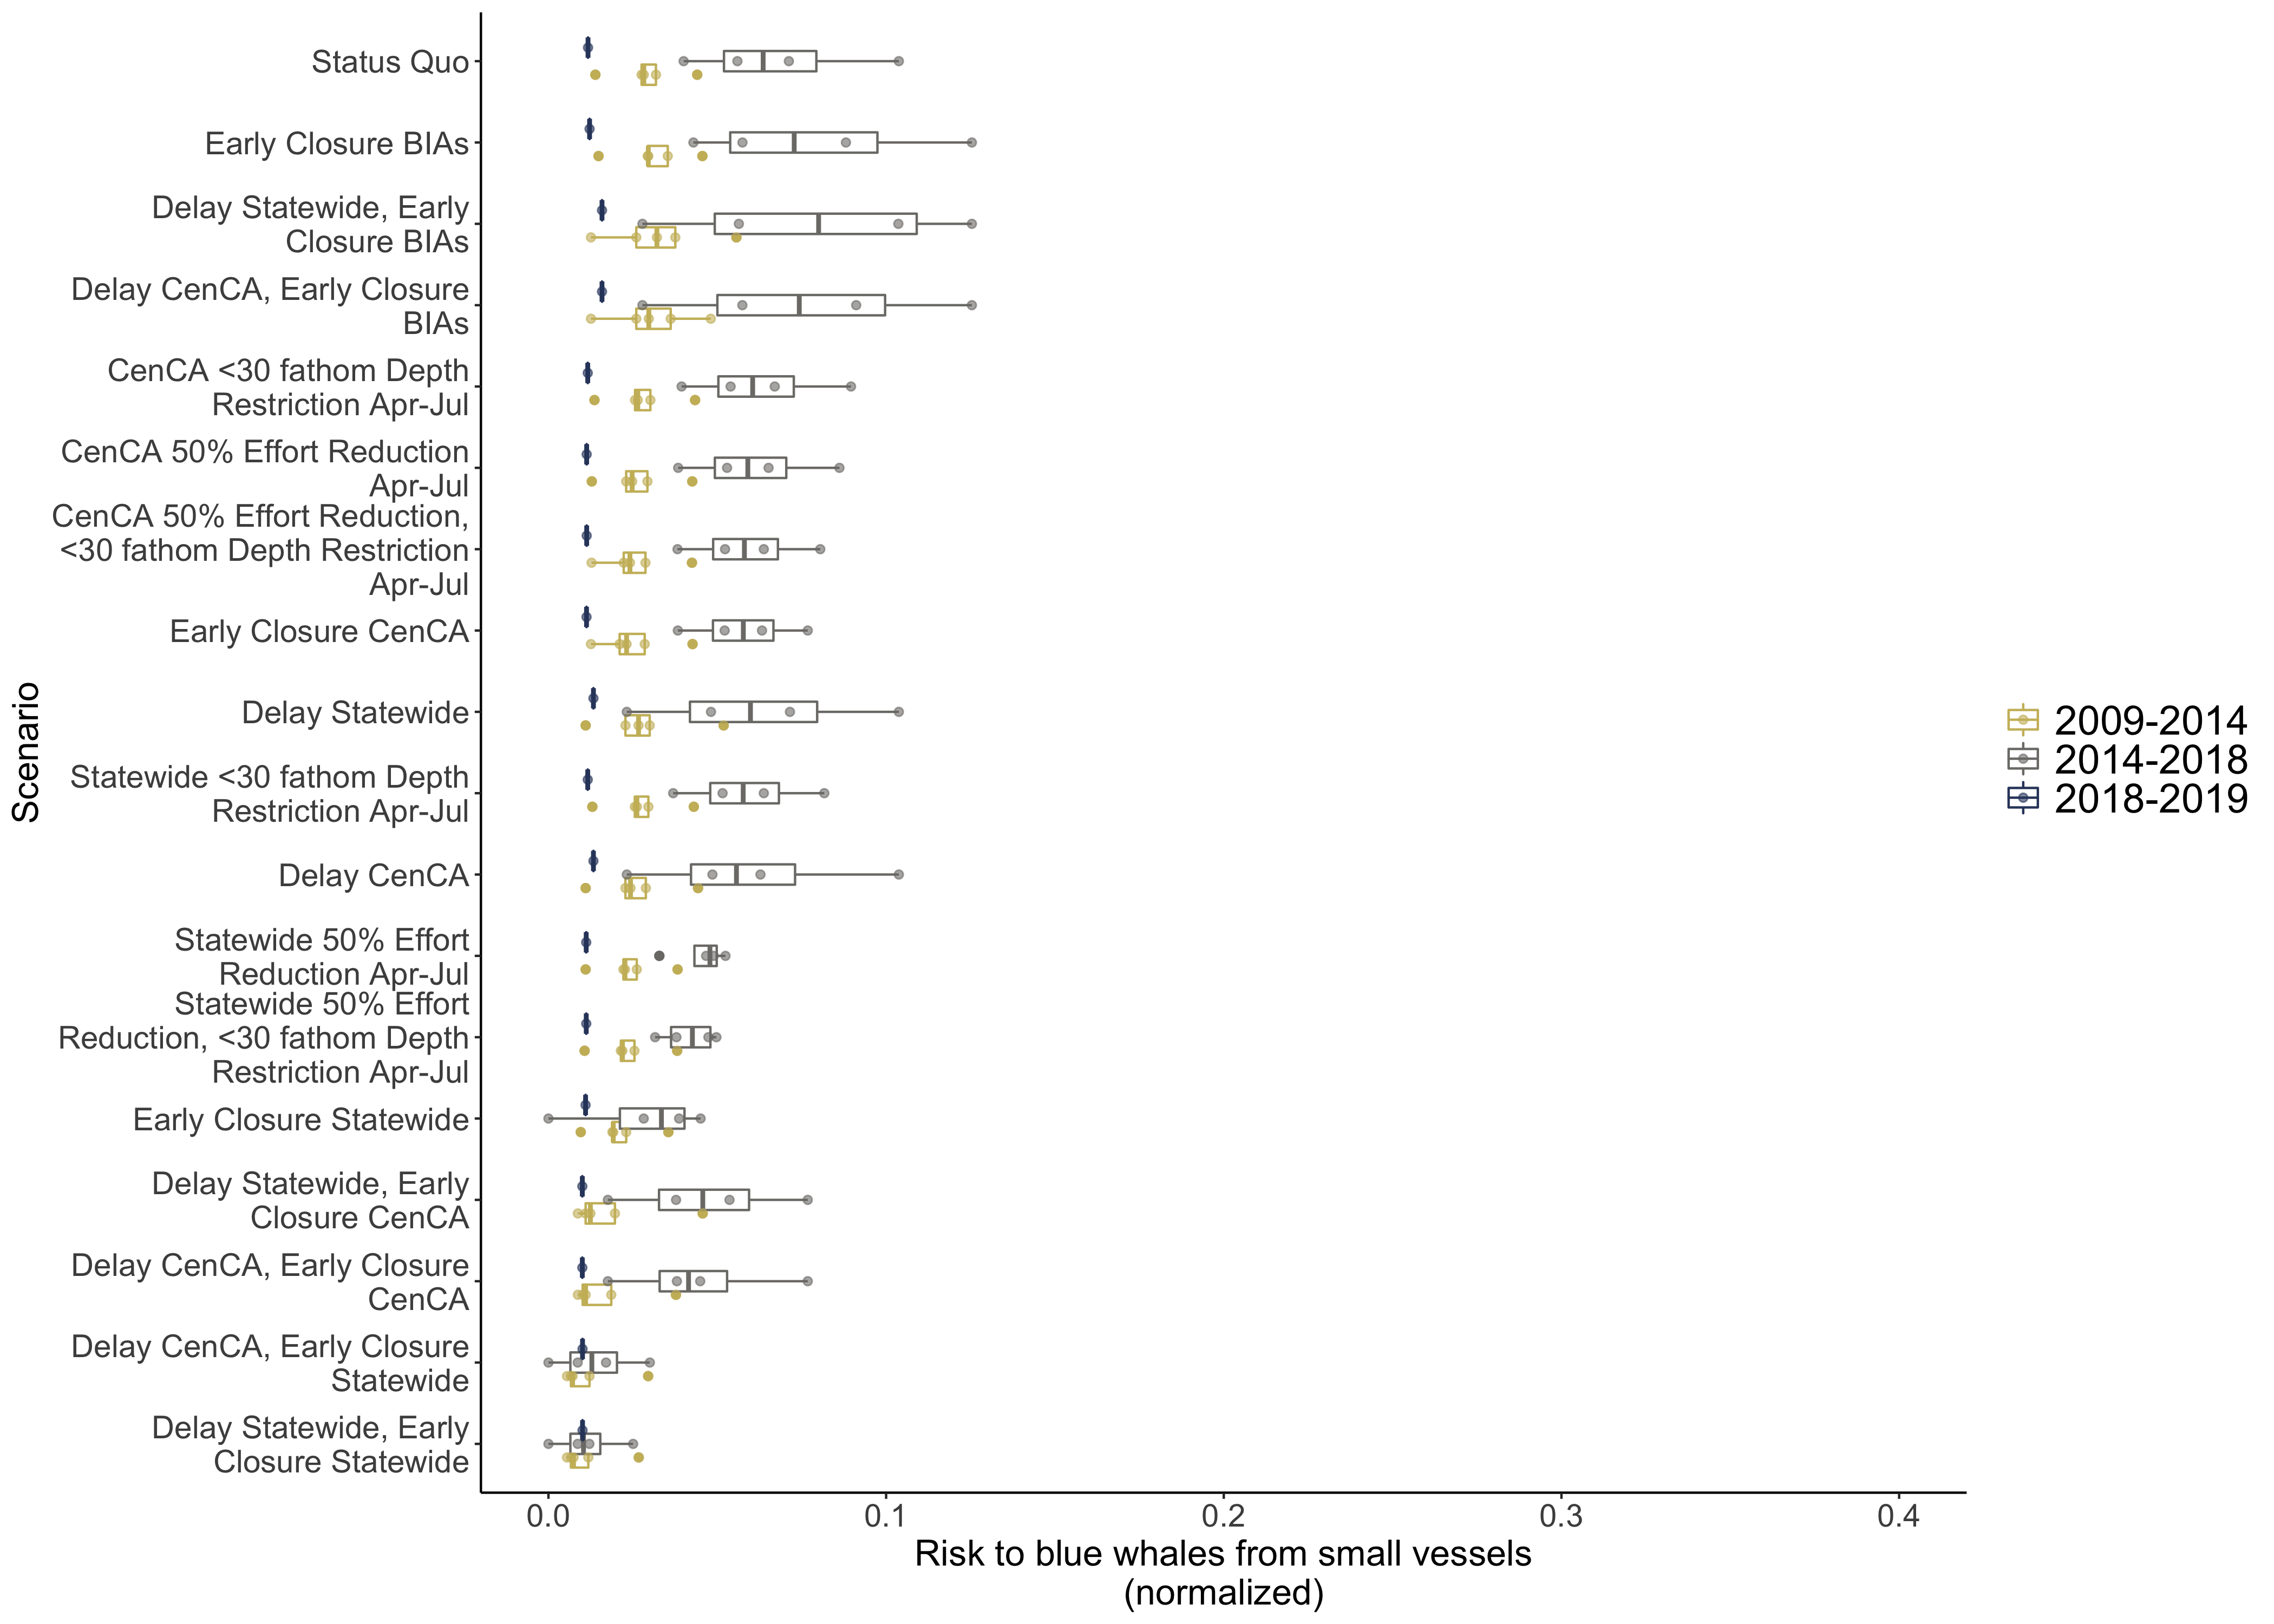 Status Quo
Early Closure BIAs
Delay Statewide, Early
Closure BIAs
Delay CenCA, Early Closure
BIAs
CenCA <30 fathom Depth
Restriction Apr-Jul
CenCA 50% Effort Reduction
Apr-Jul
CenCA 50% Effort Reduction,
<30 fathom Depth Restriction
Apr-Jul
Early Closure CenCA
Delay Statewide
Statewide <30 fathom Depth
Restriction Apr-Jul
Delay CenCA
Statewide 50% Effort
Reduction Apr-Jul
Statewide 50% Effort
Reduction, <30 fathom Depth
Restriction Apr-Jul
Early Closure Statewide
Delay Statewide, Early
Closure CenCA
Delay CenCA, Early Closure
CenCA
Delay CenCA, Early Closure
Statewide
Delay Statewide, Early
Closure Statewide
Scenario
0.0 0.1 0.2 0.3 0.4
Risk to blue whales from small vessels
(normalized)
2009-2014
2014-2018
2018-2019